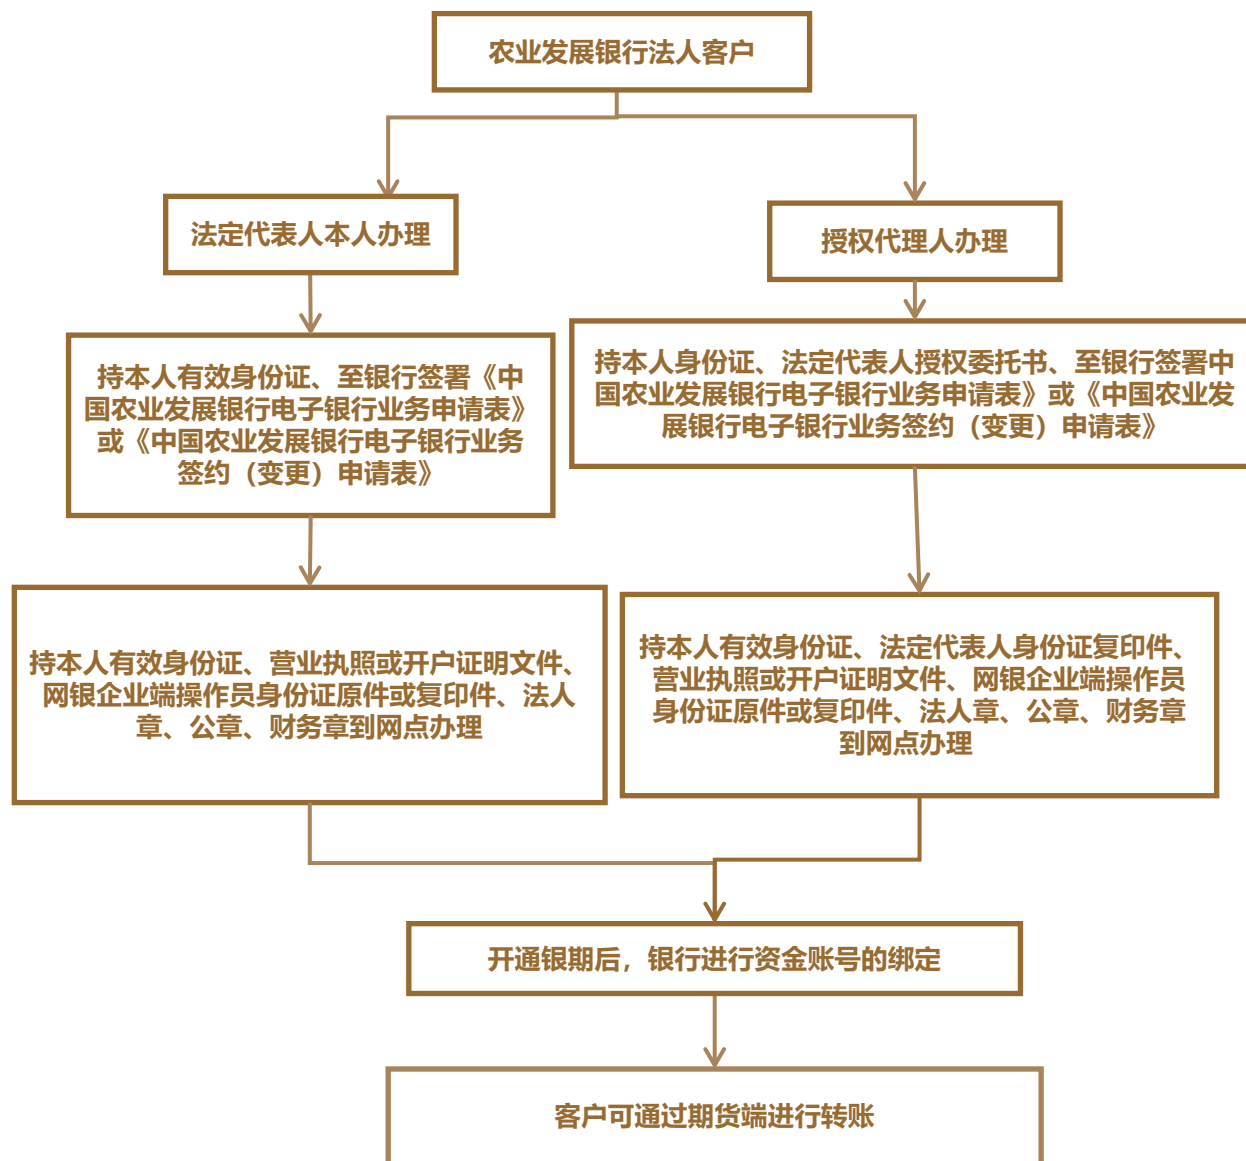 农业发展银行法人客户
法定代表人本人办理
授权代理人办理
持本人有效身份证、至银行签署《中
国农业发展银行电子银行业务申请表》
或《中国农业发展银行电子银行业务
签约（变更）申请表》
持本人身份证、法定代表人授权委托书、至银行签署中
国农业发展银行电子银行业务申请表》或《中国农业发
展银行电子银行业务签约（变更）申请表》
持本人有效身份证、营业执照或开户证明文件、
网银企业端操作员身份证原件或复印件、法人
章、公章、财务章到网点办理
持本人有效身份证、法定代表人身份证复印件、
营业执照或开户证明文件、网银企业端操作员
身份证原件或复印件、法人章、公章、财务章
到网点办理
开通银期后，银行进行资金账号的绑定
客户可通过期货端进行转账